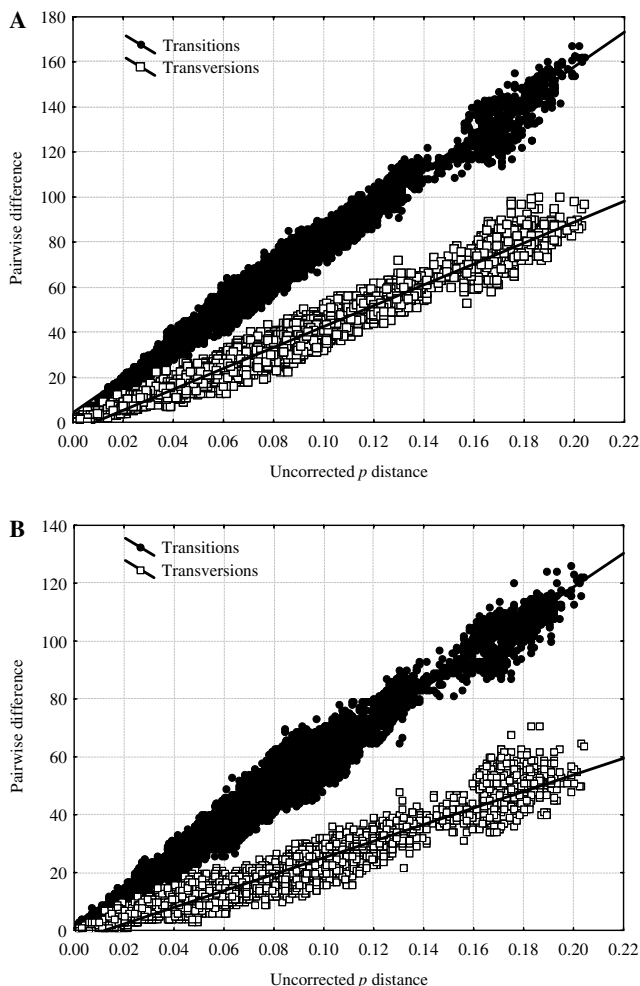 A
180
160
140
120
100
80
60
40
20
0
Pairwise difference
Transitions
Transversions
0.00 0.02 0.04 0.06 0.08 0.10 0.12 0.14 0.16 0.18 0.20 0.22
Uncorrected p distance
B
140
120
100
80
60
40
20
0
Pairwise difference
Transitions
Transversions
0.00 0.02 0.04 0.06 0.08 0.10 0.12 0.14 0.16 0.18 0.20 0.22
Uncorrected p distance